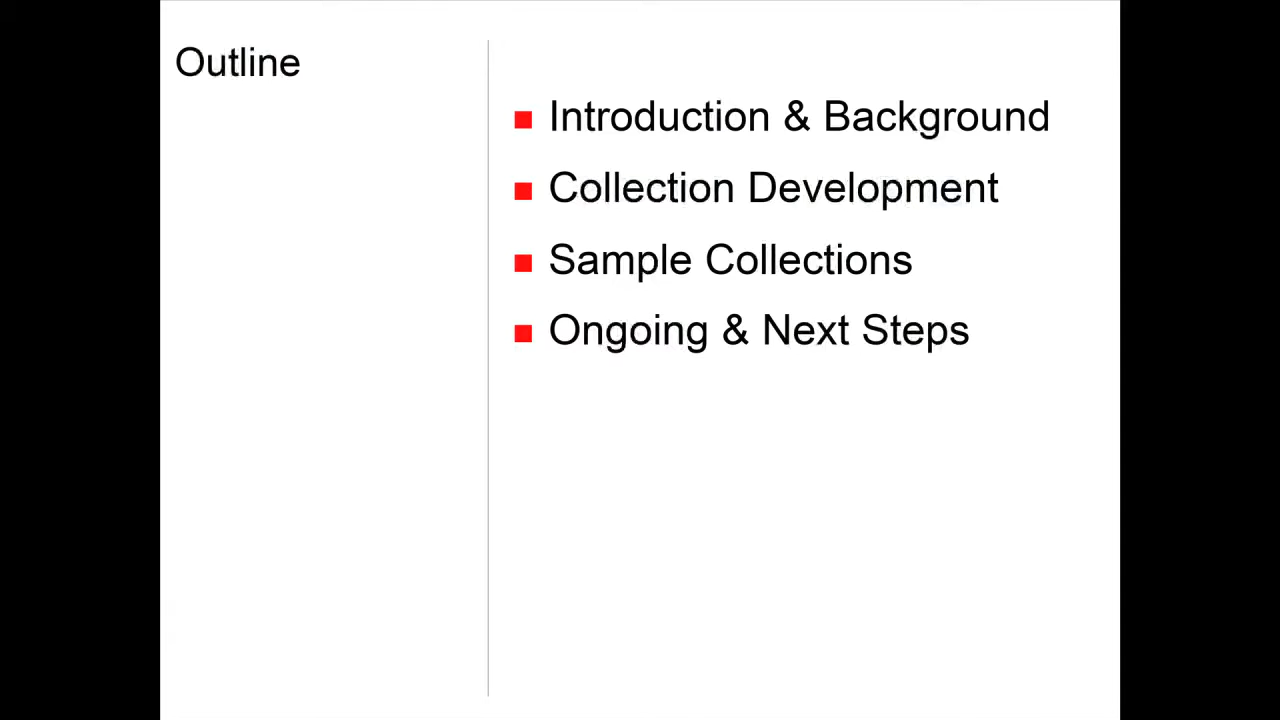 Outline
Introduction & Background
Collection Development
Sample Collections
Ongoing & Next Steps